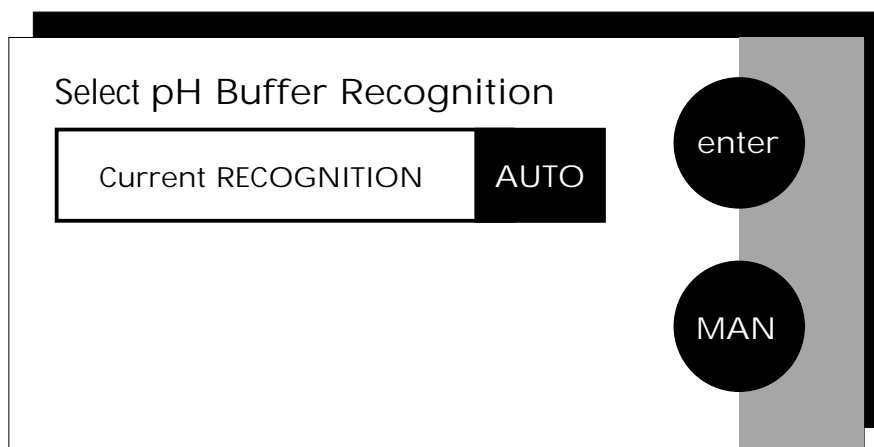 Select pH Buffer Recognition
Current RECOGNITION AUTO
enter
MAN